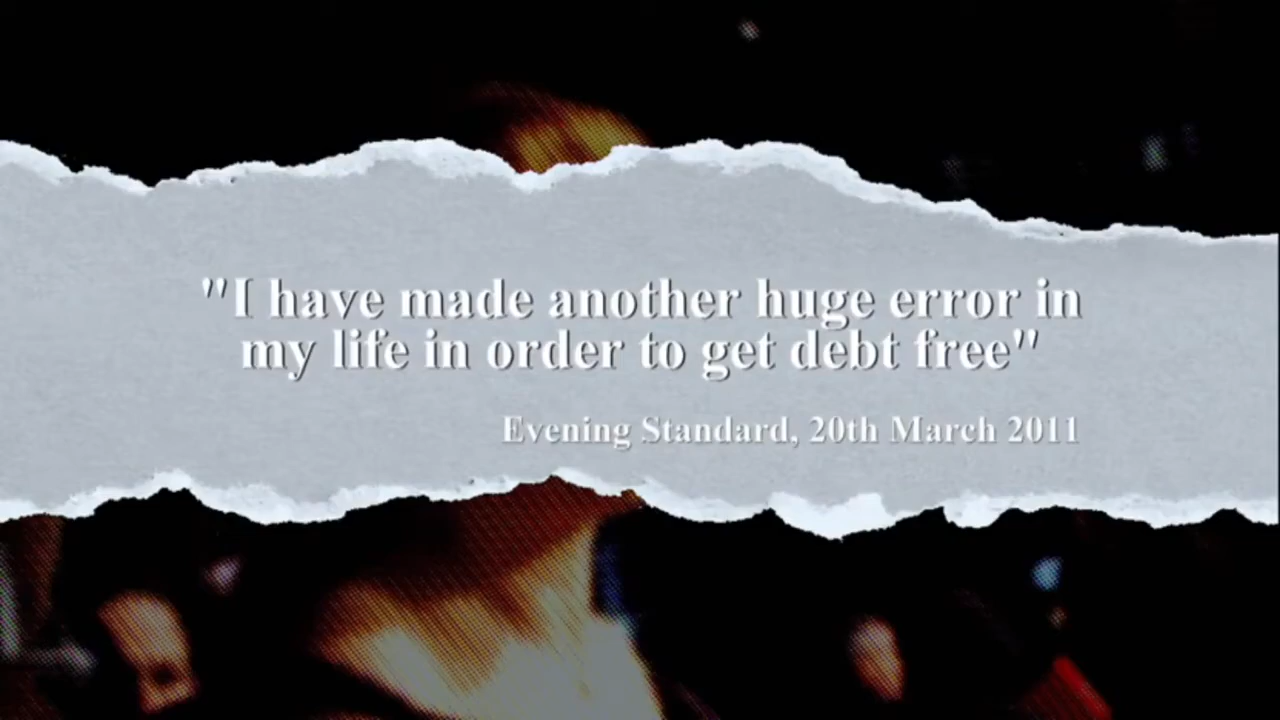 "I have made another huge error in
my life in order to get debt free"
Evening Standard, 20th March 2011